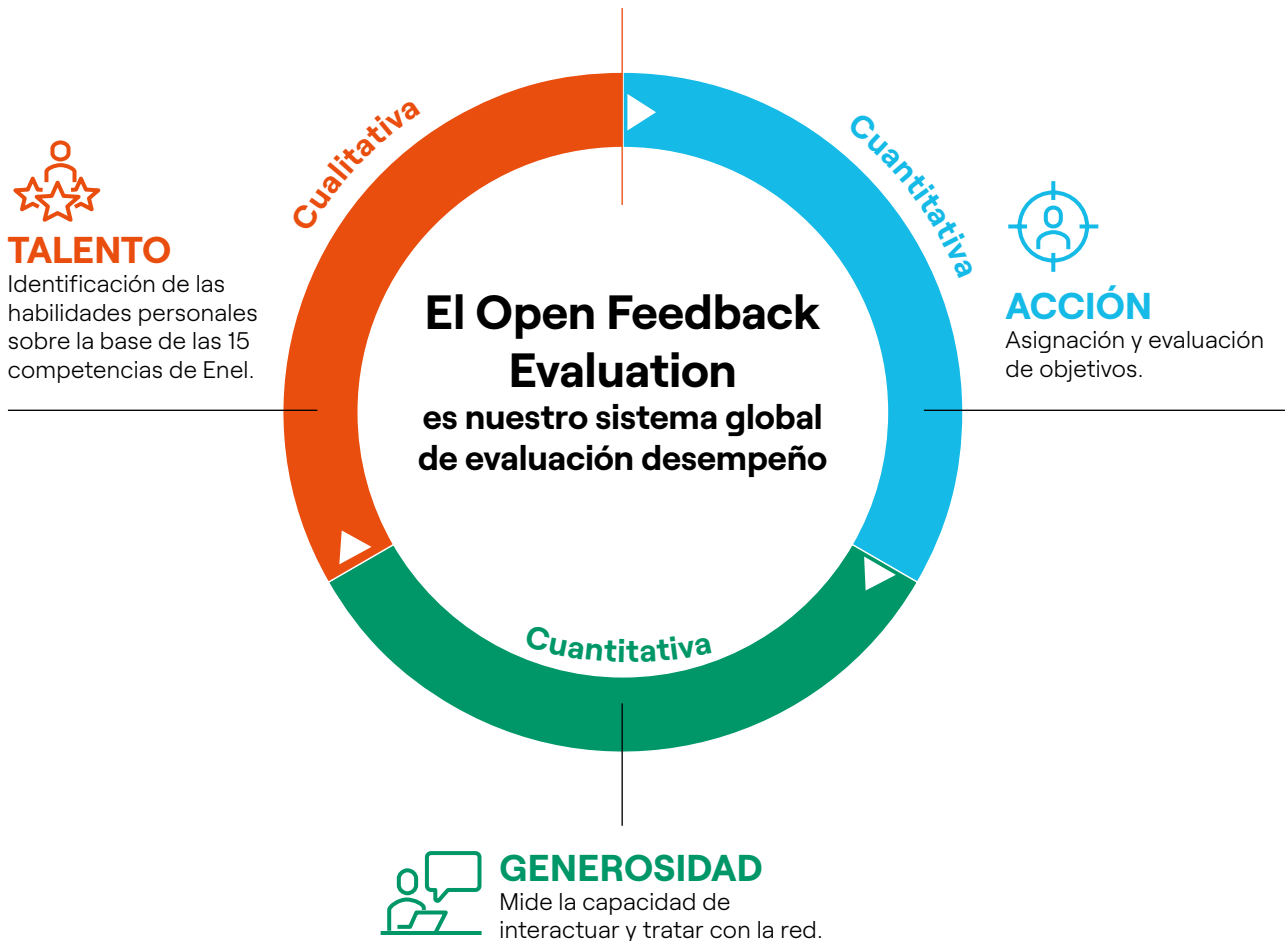 Cualitativa
Cuantitativa
TALENTO
Identificación de las
habilidades personales
sobre la base de las 15
competencias de Enel.
El Open Feedback
Evaluation
es nuestro sistema global
de evaluación desempeño
ACCIÓN
Asignación y evaluación
de objetivos.
Cuantitativa
GENEROSIDAD
Mide la capacidad de
interactuar y tratar con la red.